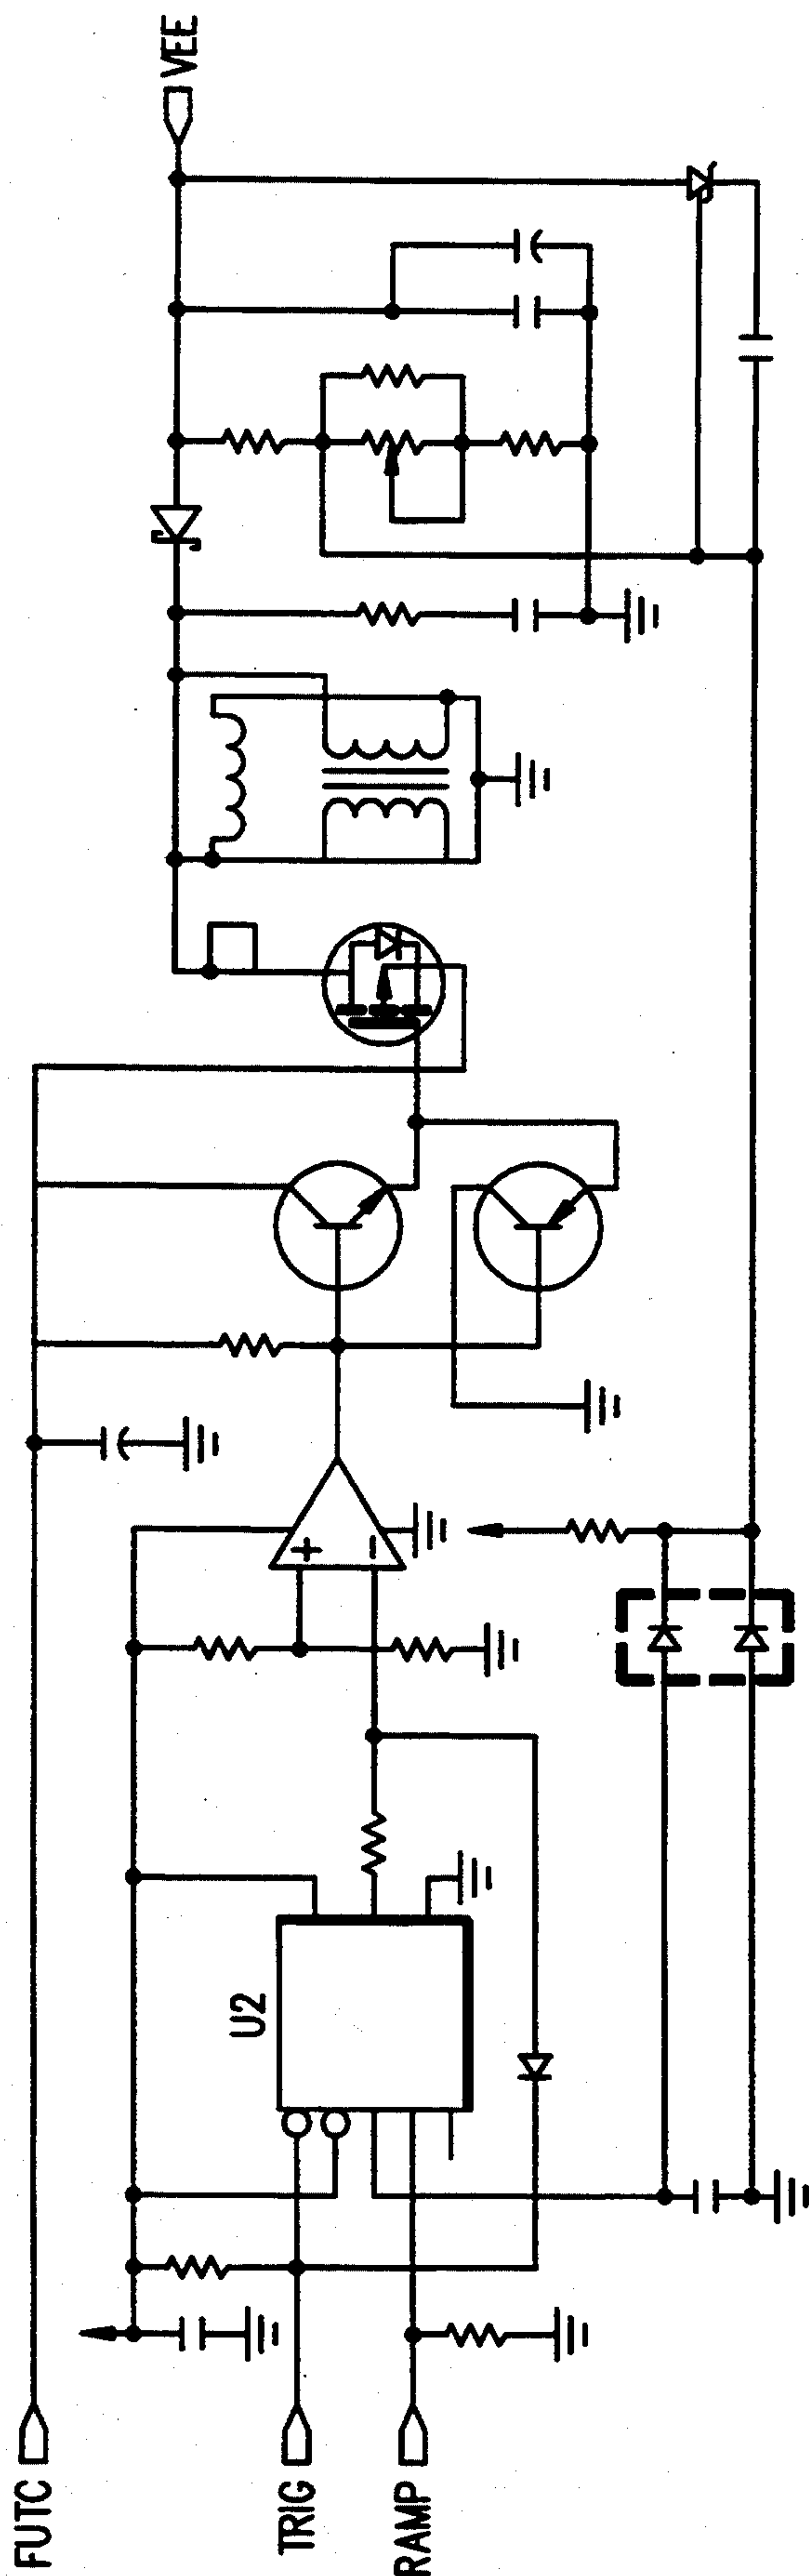 FUTC
TRIG
RAMP
U2
+
−
VEE